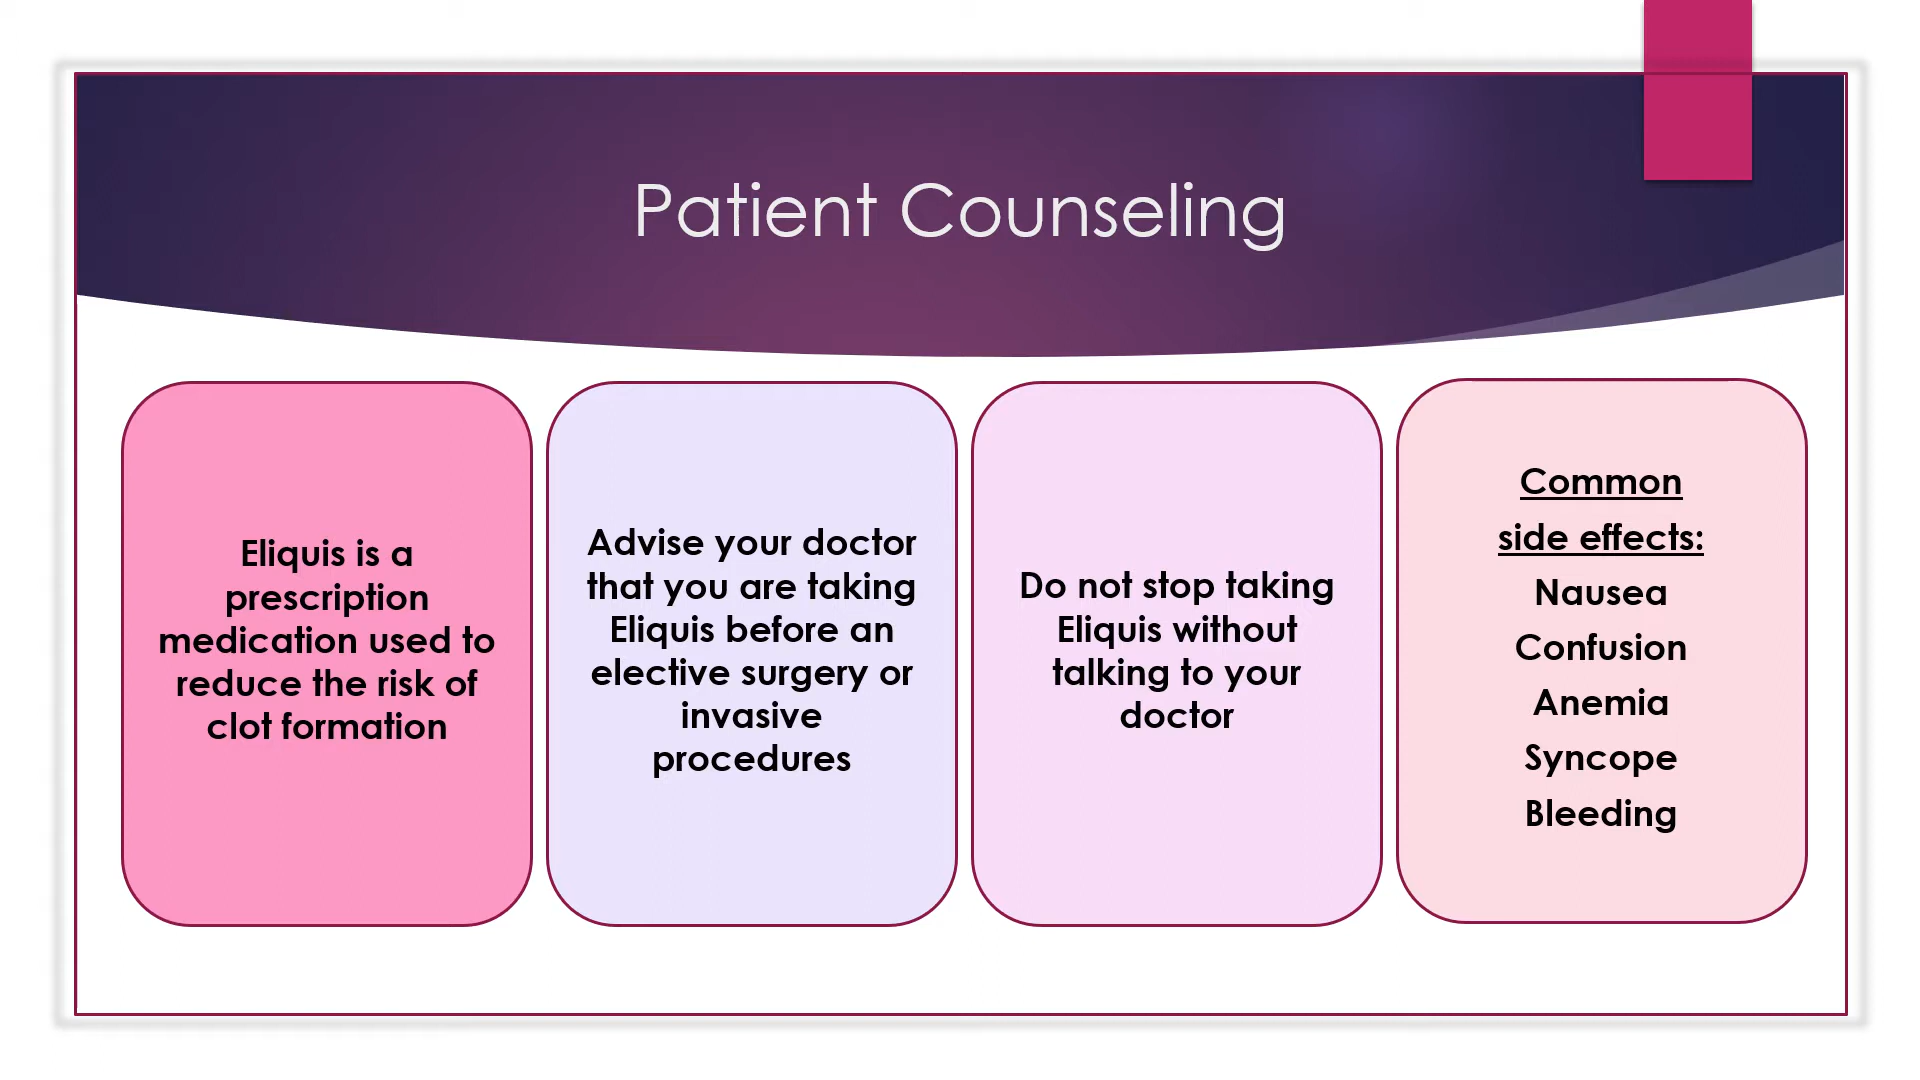 Patient Counseling
Eliquis is a
prescription
medication used to
reduce the risk of
clot formation
Advise your doctor
that you are taking
Eliquis before an
elective surgery or
invasive
procedures
Do not stop taking
Eliquis without
talking to your
doctor
Common
side effects:
Nausea
Confusion
Anemia
Syncope
Bleeding